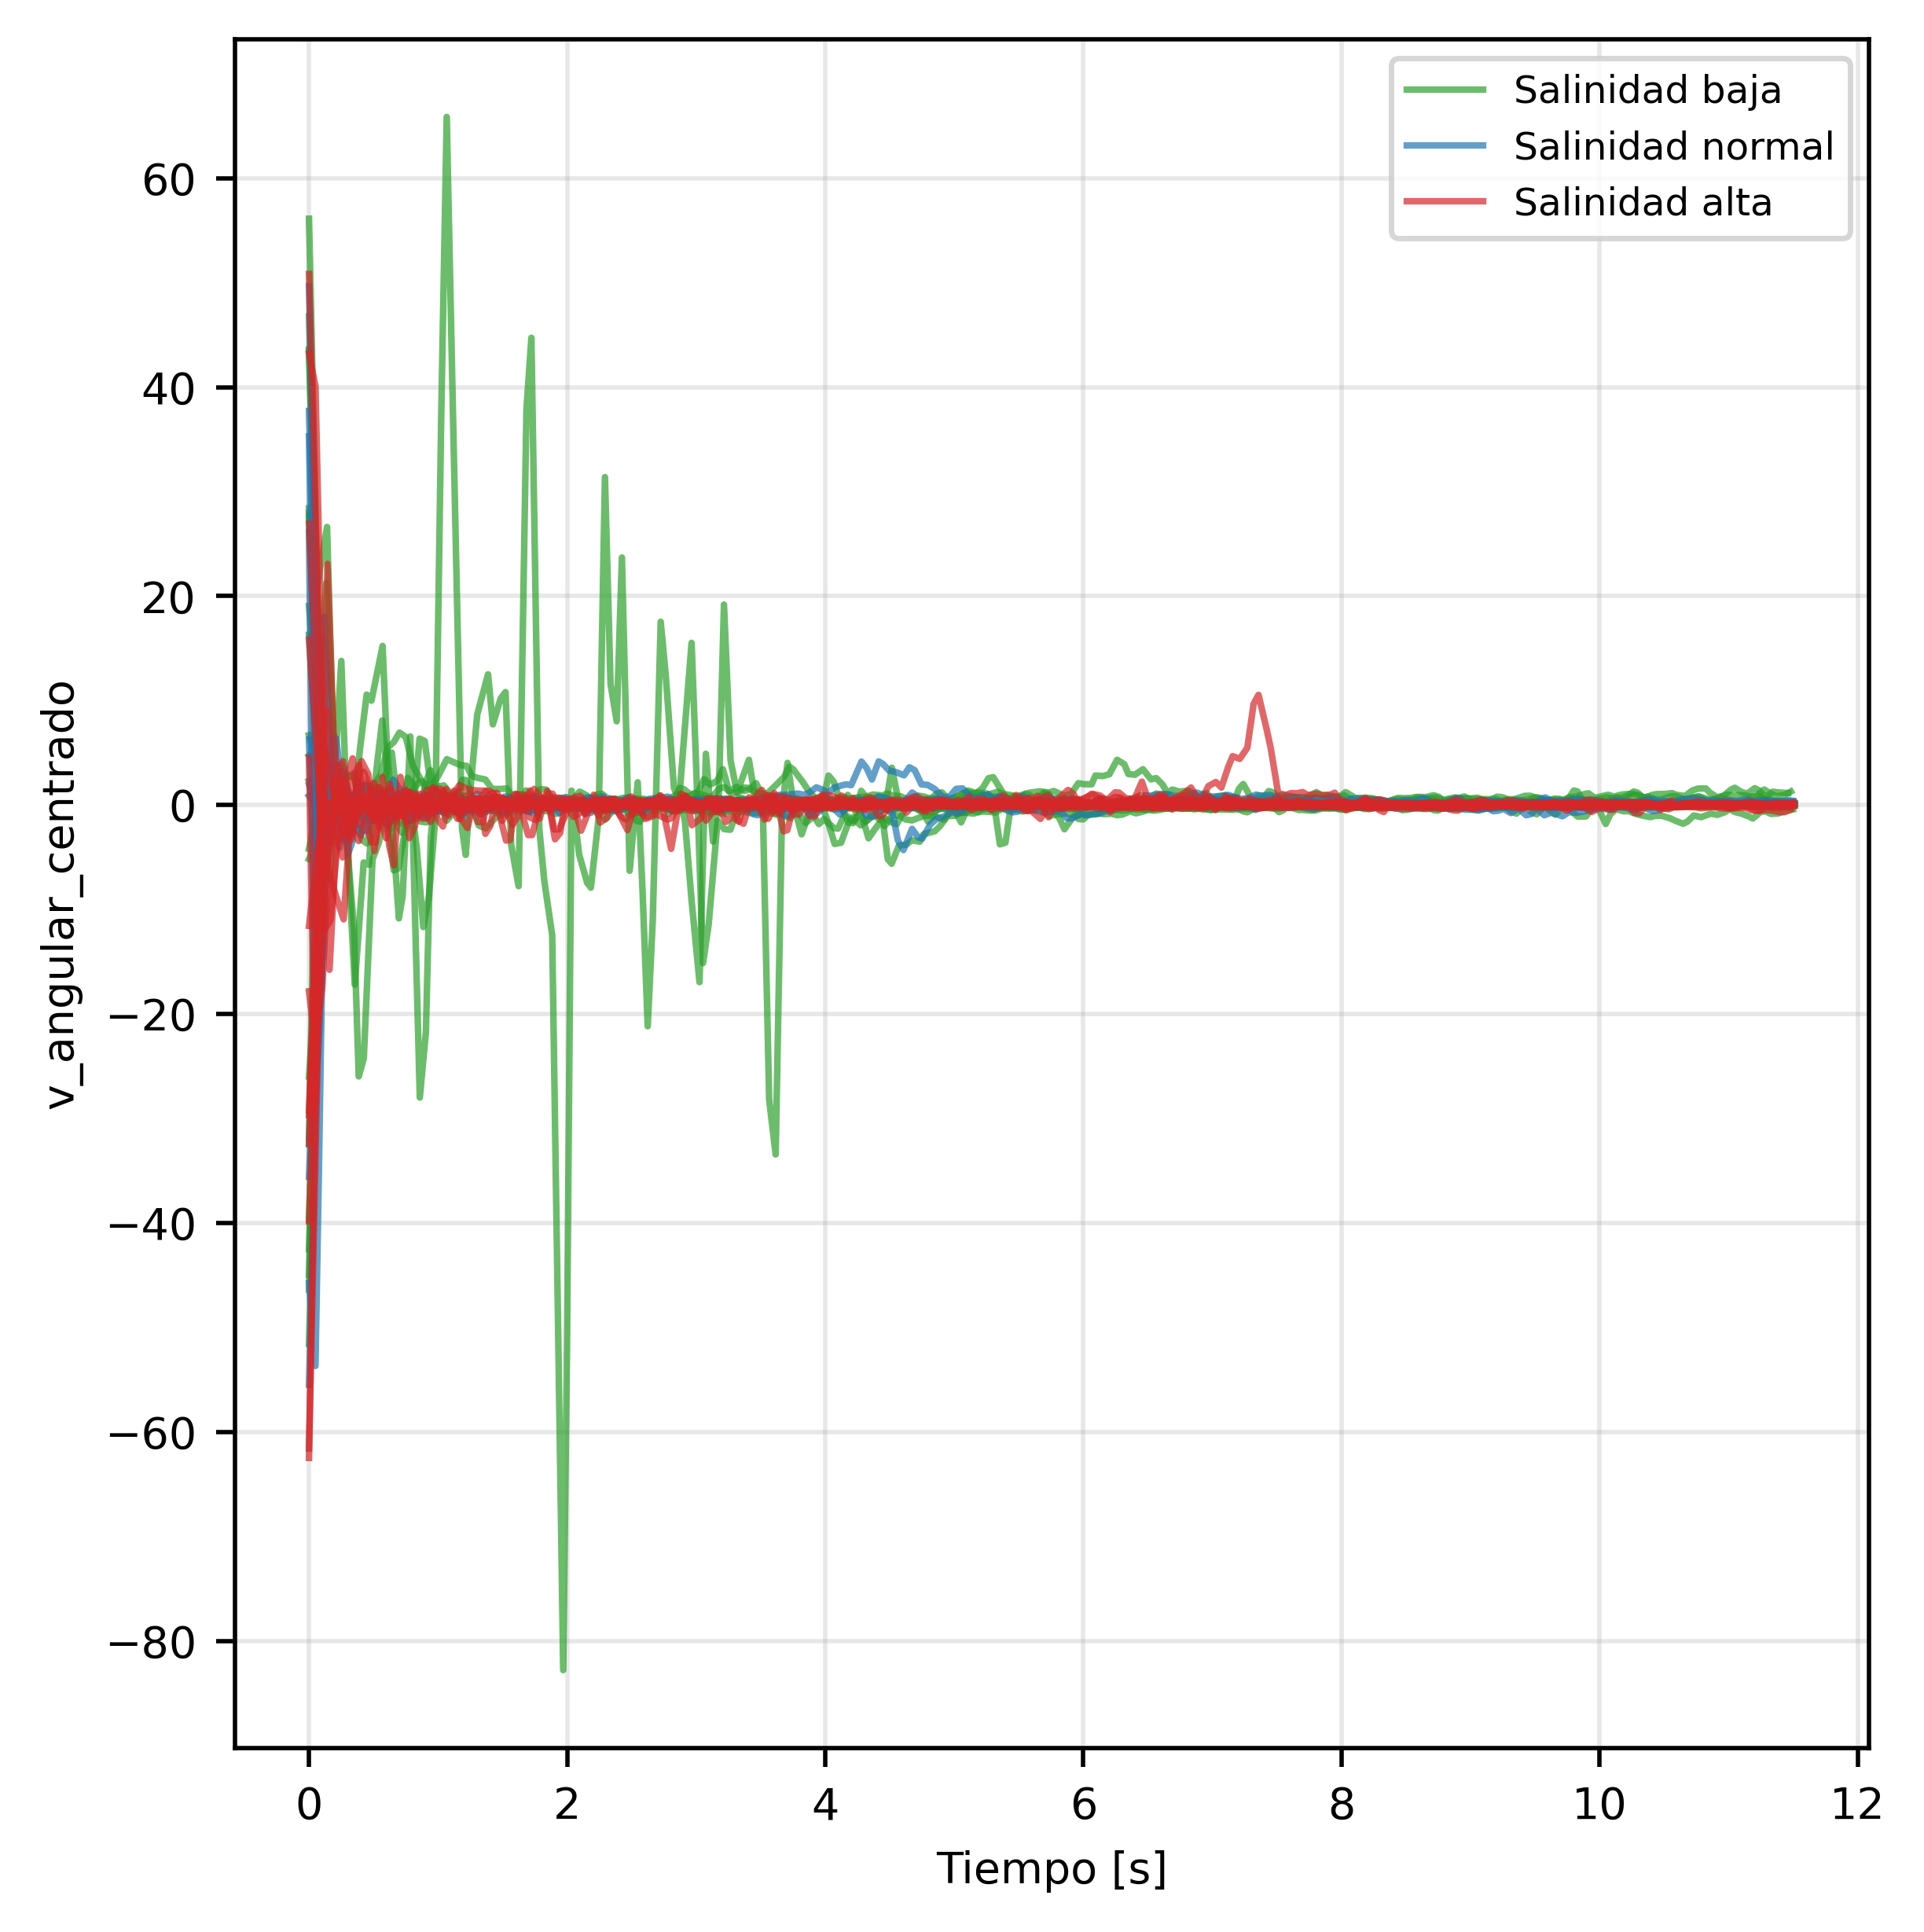 Salinidad baja
Salinidad normal
Salinidad alta
60
40
20
0
−20
−40
−60
−80
v_angular_centrado
0 2 4 6 8 10 12
Tiempo [s]